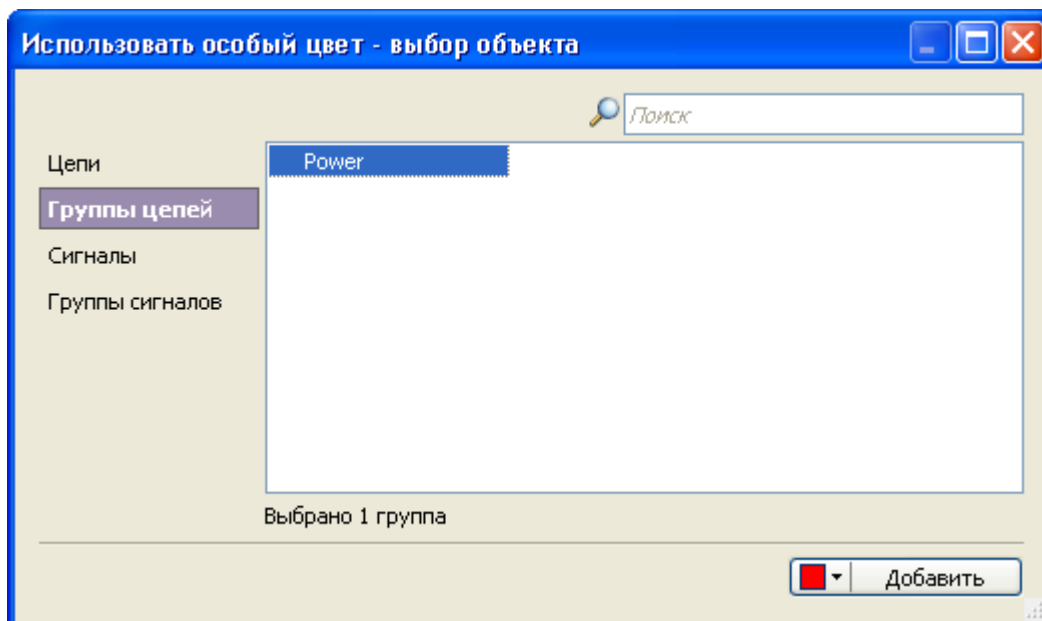 Использовать особый цвет - выбор объекта
Поиск
Цепи
Power
Группы цепей
Сигналы
Группы сигналов
Выбрано 1 группа
Добавить